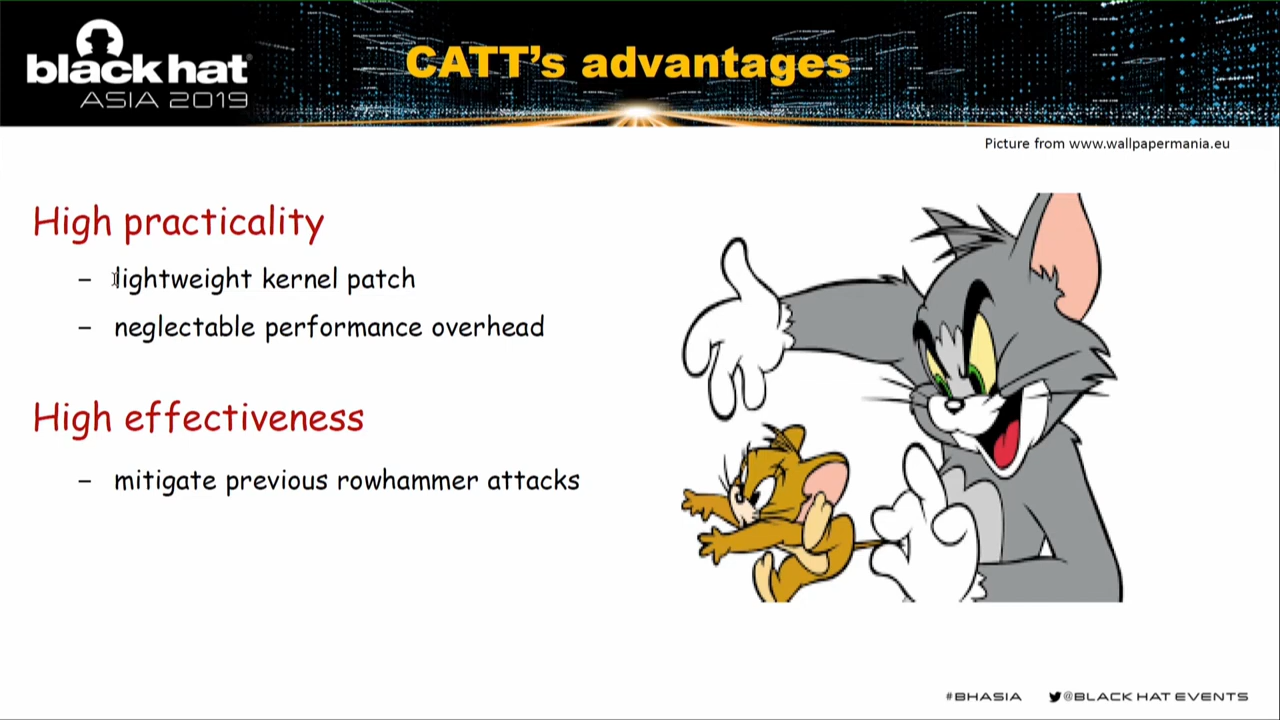 black hat
ASIA 2019
CATT's advantages
Picture from www.wallpapermania.eu
High practicality
– lightweight kernel patch
– neglectable performance overhead
High effectiveness
– mitigate previous rowhammer attacks
#BHASIA @BLACK HAT EVENTS